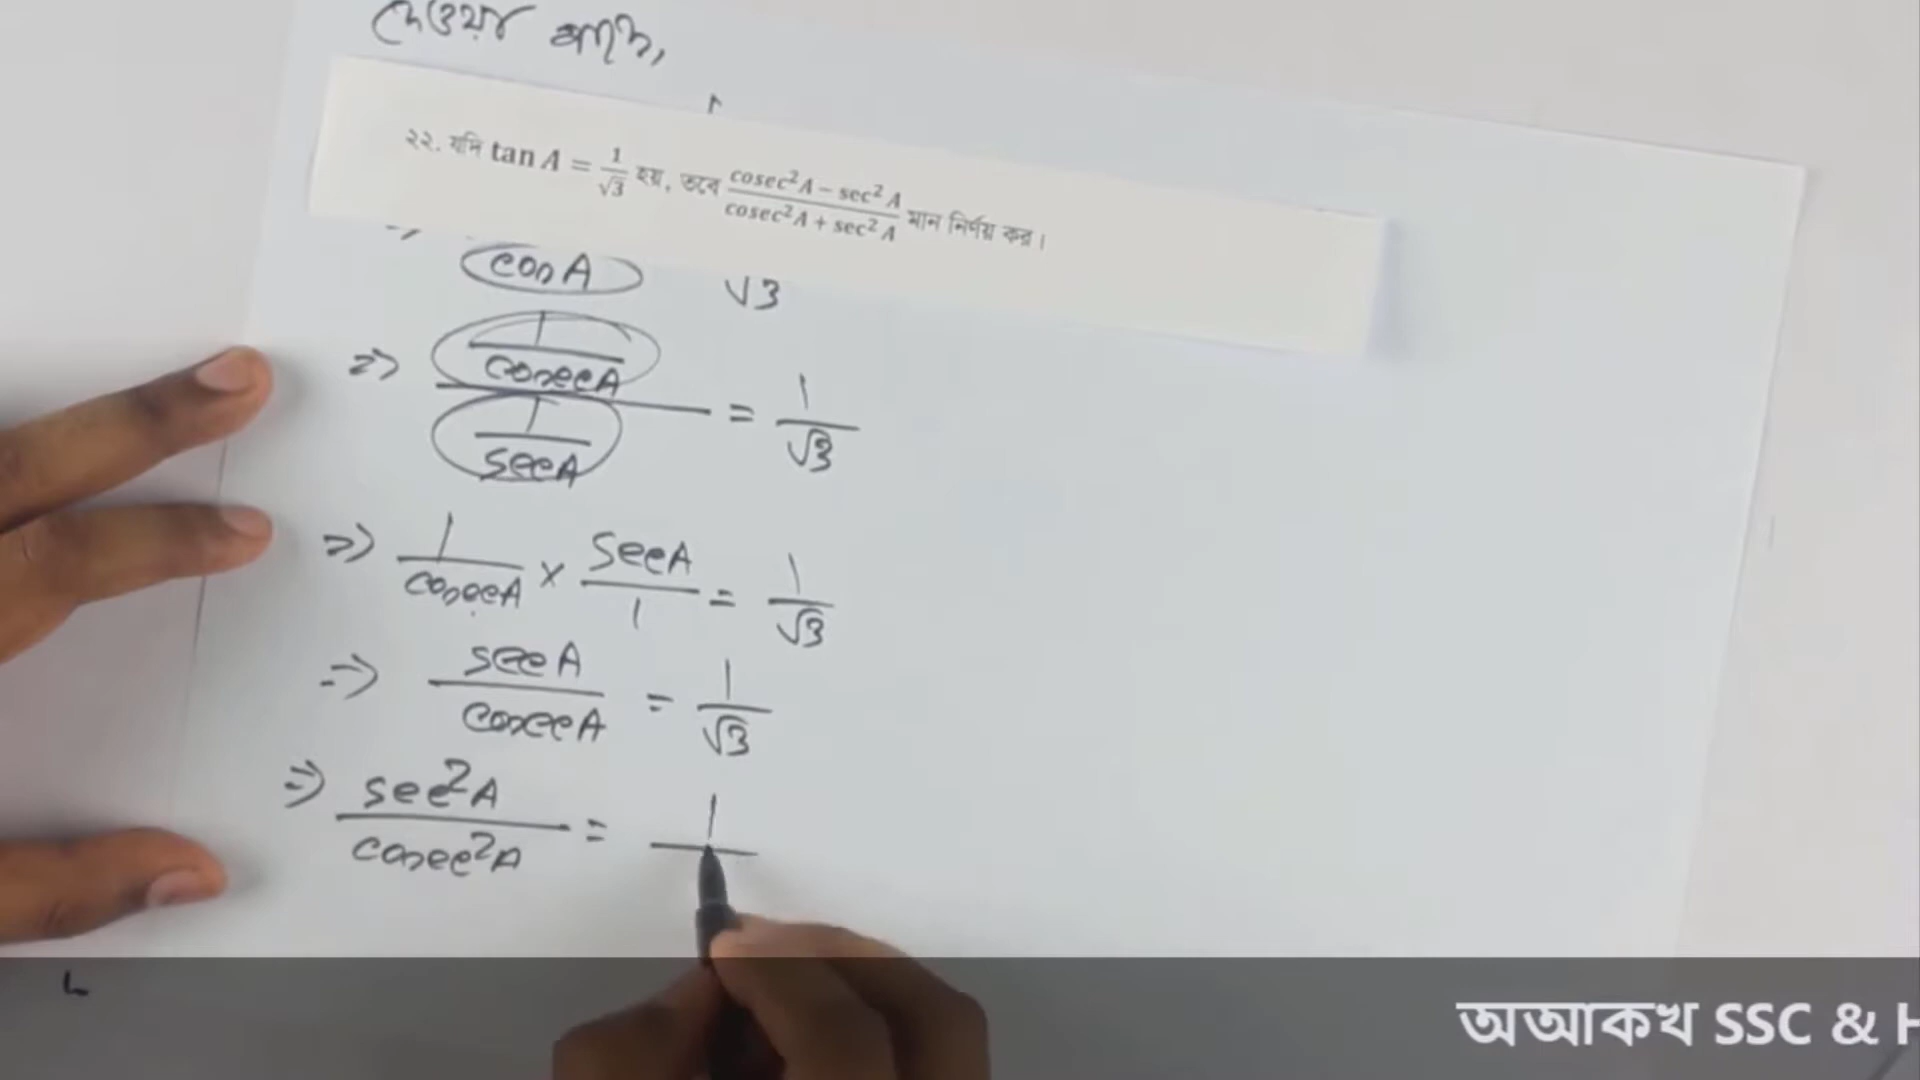 দেওয়া আছে,
২২. যদি tan A = 1/√3 হয়, তবে (cosec²A − sec²A)/(cosec²A + sec²A) মান নির্ণয় কর।
cosA √3
⇒ (1/cosecA)/(1/secA) = 1/√3
⇒ 1/cosecA × secA/1 = 1/√3
⇒ secA/cosecA = 1/√3
⇒ sec²A/cosec²A = 1/
অআকখ SSC & H